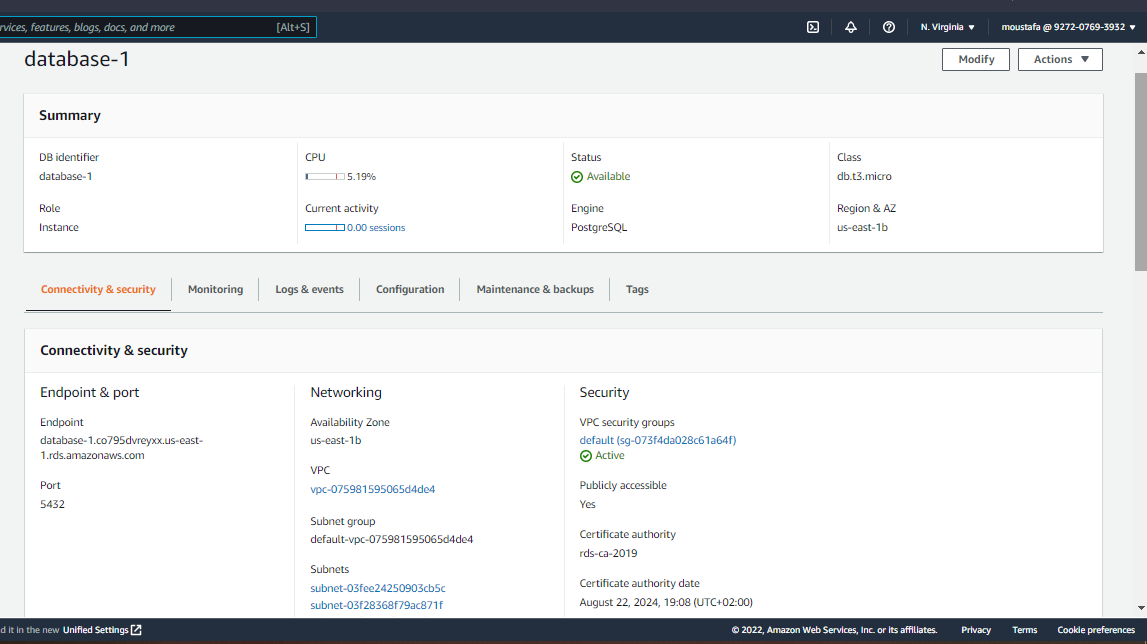 rvices, features, blogs, docs, and more [Alt+S] N. Virginia ▼ moustafa @ 9272-0769-3932 ▼
database-1 Modify Actions ▼
Summary
DB identifier
database-1
CPU
5.19%
Status
Available
Class
db.t3.micro
Role
Instance
Current activity
0.00 sessions
Engine
PostgreSQL
Region & AZ
us-east-1b
Connectivity & security Monitoring Logs & events Configuration Maintenance & backups Tags
Connectivity & security
Endpoint & port
Endpoint
database-1.co795dvreyxx.us-east-
1.rds.amazonaws.com
Port
5432
Networking
Availability Zone
us-east-1b
VPC
vpc-075981595065d4de4
Subnet group
default-vpc-075981595065d4de4
Subnets
subnet-03fee24250903cb5c
subnet-03f28368f79ac871f
Security
VPC security groups
default (sg-073f4da028c61a64f)
Active
Publicly accessible
Yes
Certificate authority
rds-ca-2019
Certificate authority date
August 22, 2024, 19:08 (UTC+02:00)
d it in the new Unified Settings © 2022, Amazon Web Services, Inc. or its affiliates. Privacy Terms Cookie preferences